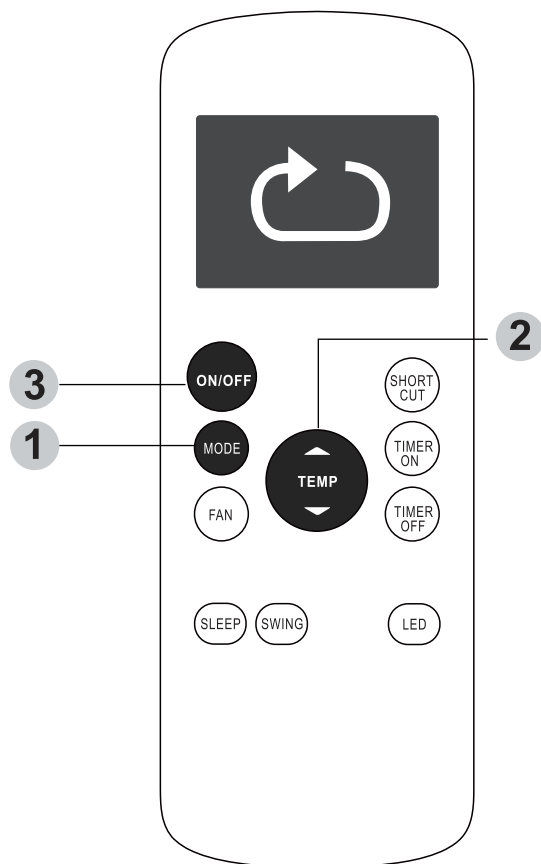 2
3
ON/OFF
SHORT
CUT
1
MODE
TEMP
TIMER
ON
FAN
TIMER
OFF
SLEEP
SWING
LED